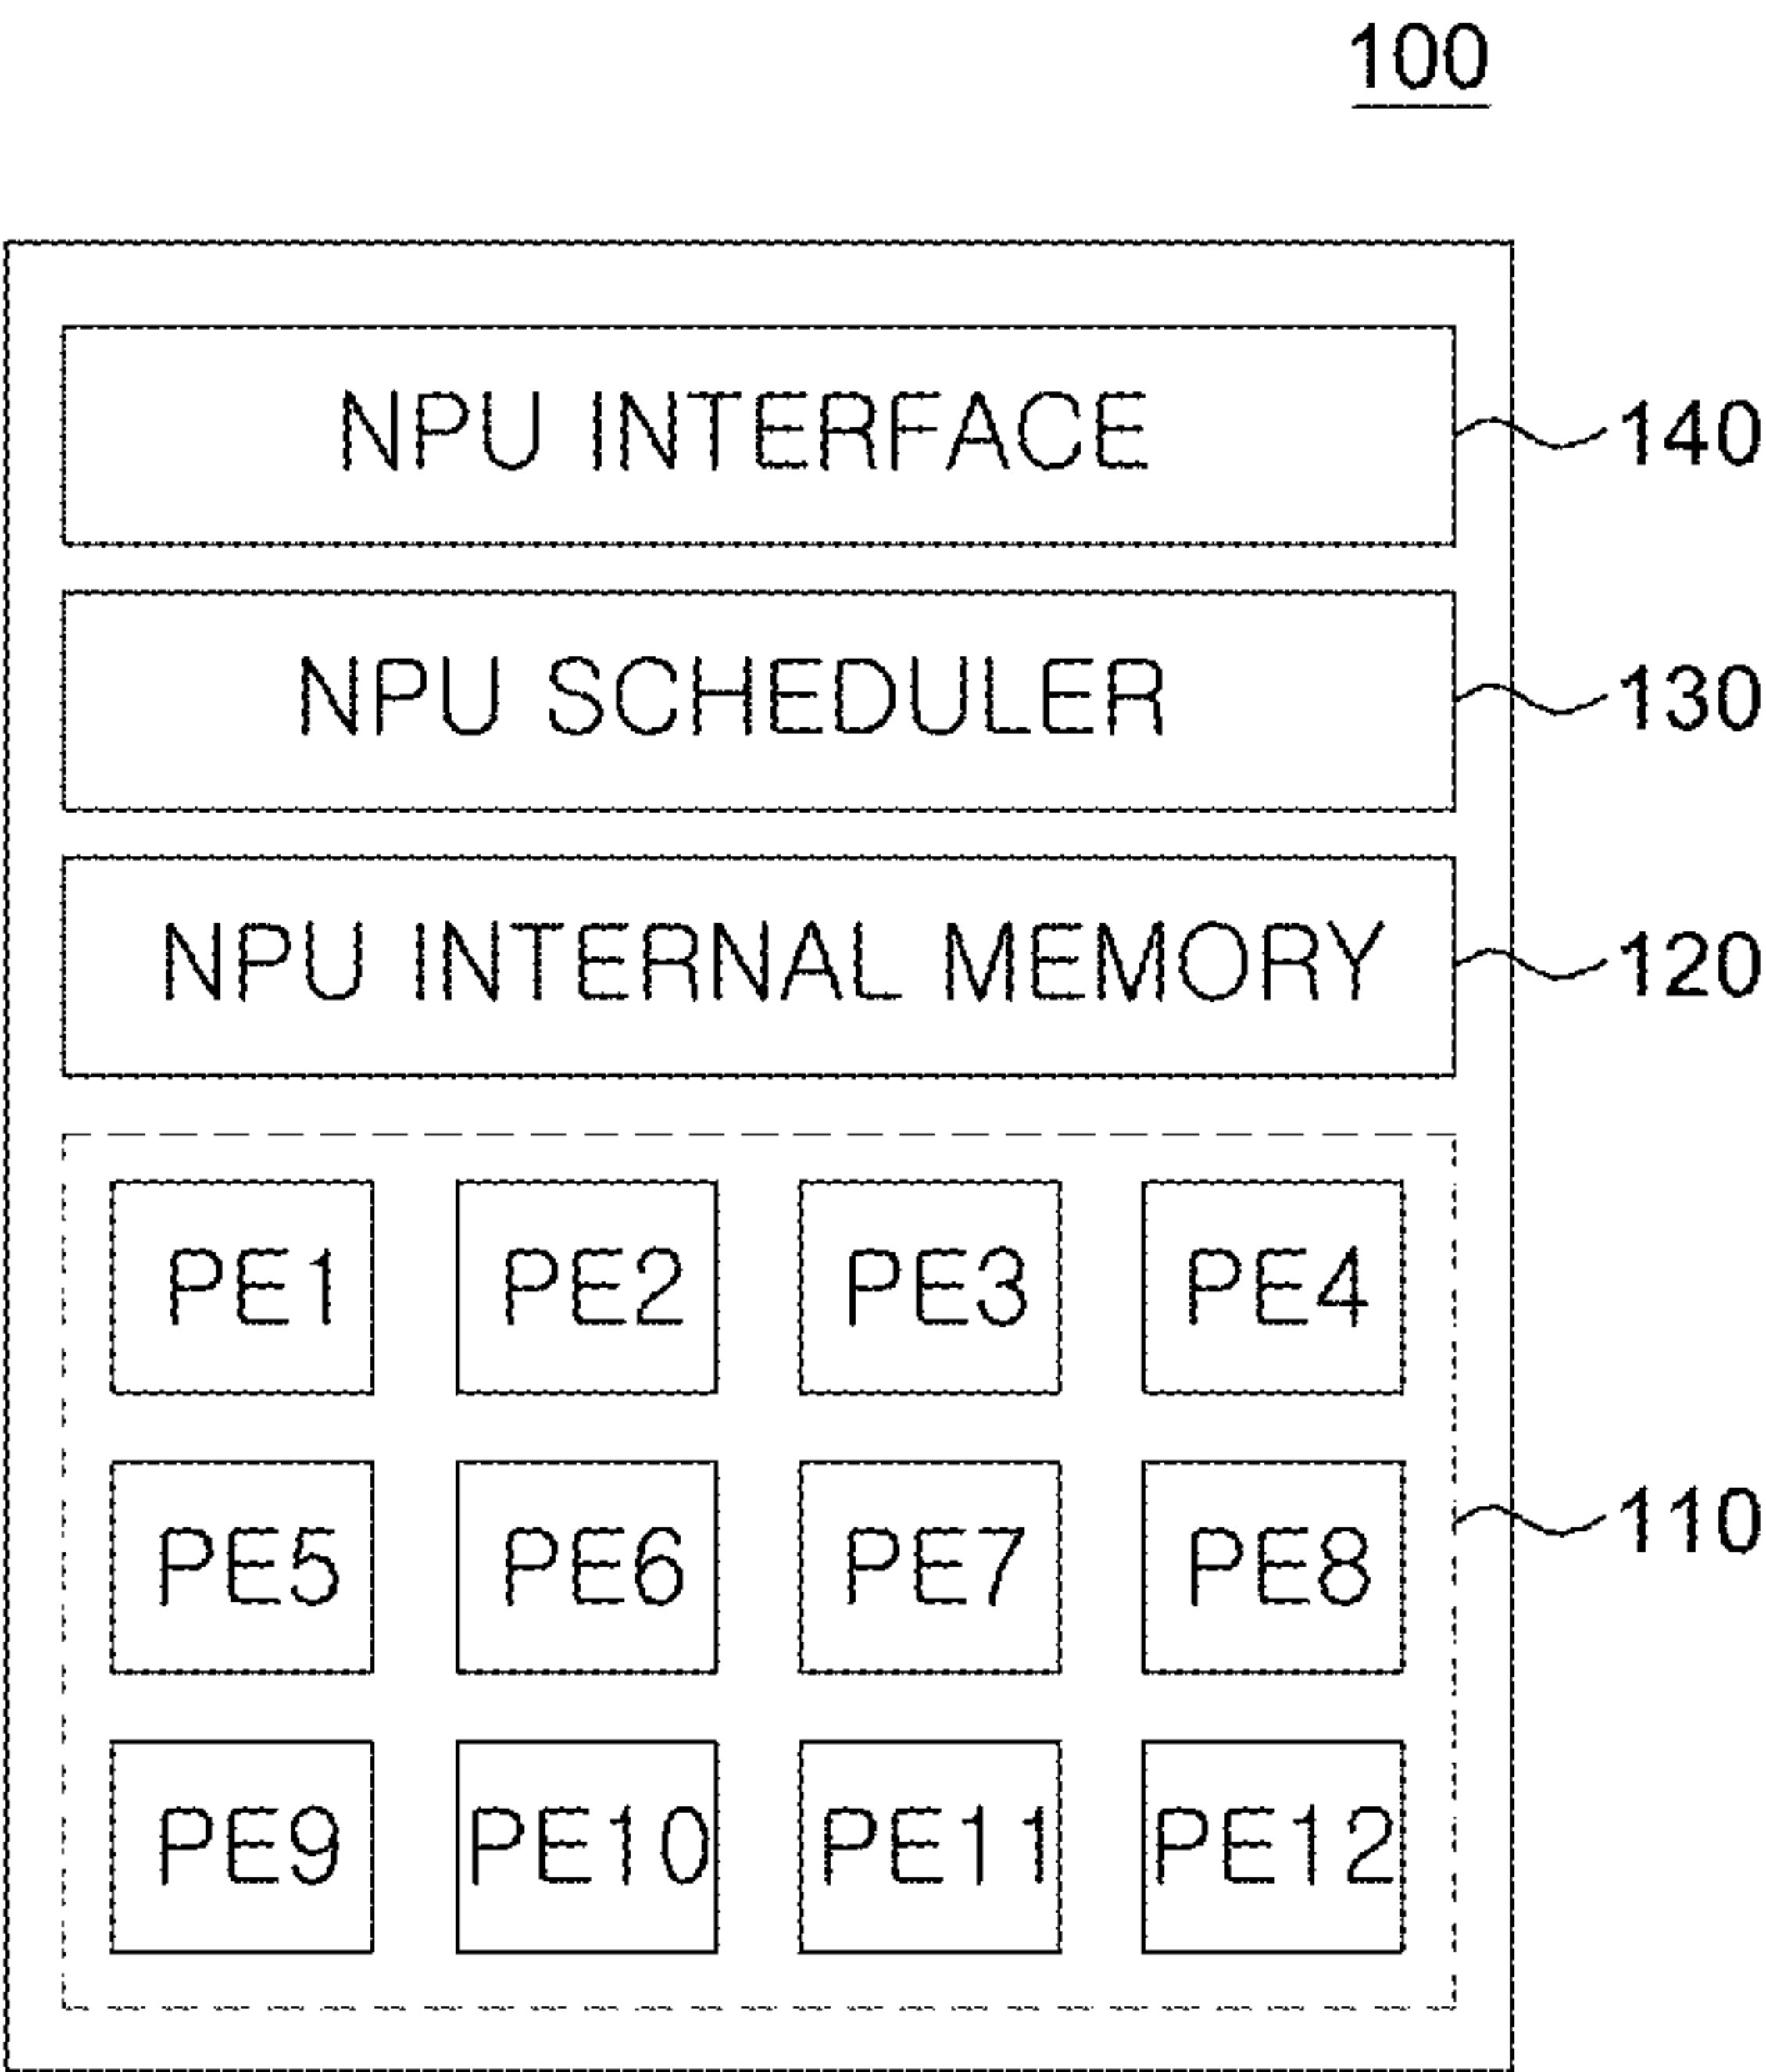 100
NPU INTERFACE 140
NPU SCHEDULER 130
NPU INTERNAL MEMORY 120
PE1 PE2 PE3 PE4
PE5 PE6 PE7 PE8 110
PE9 PE10 PE11 PE12